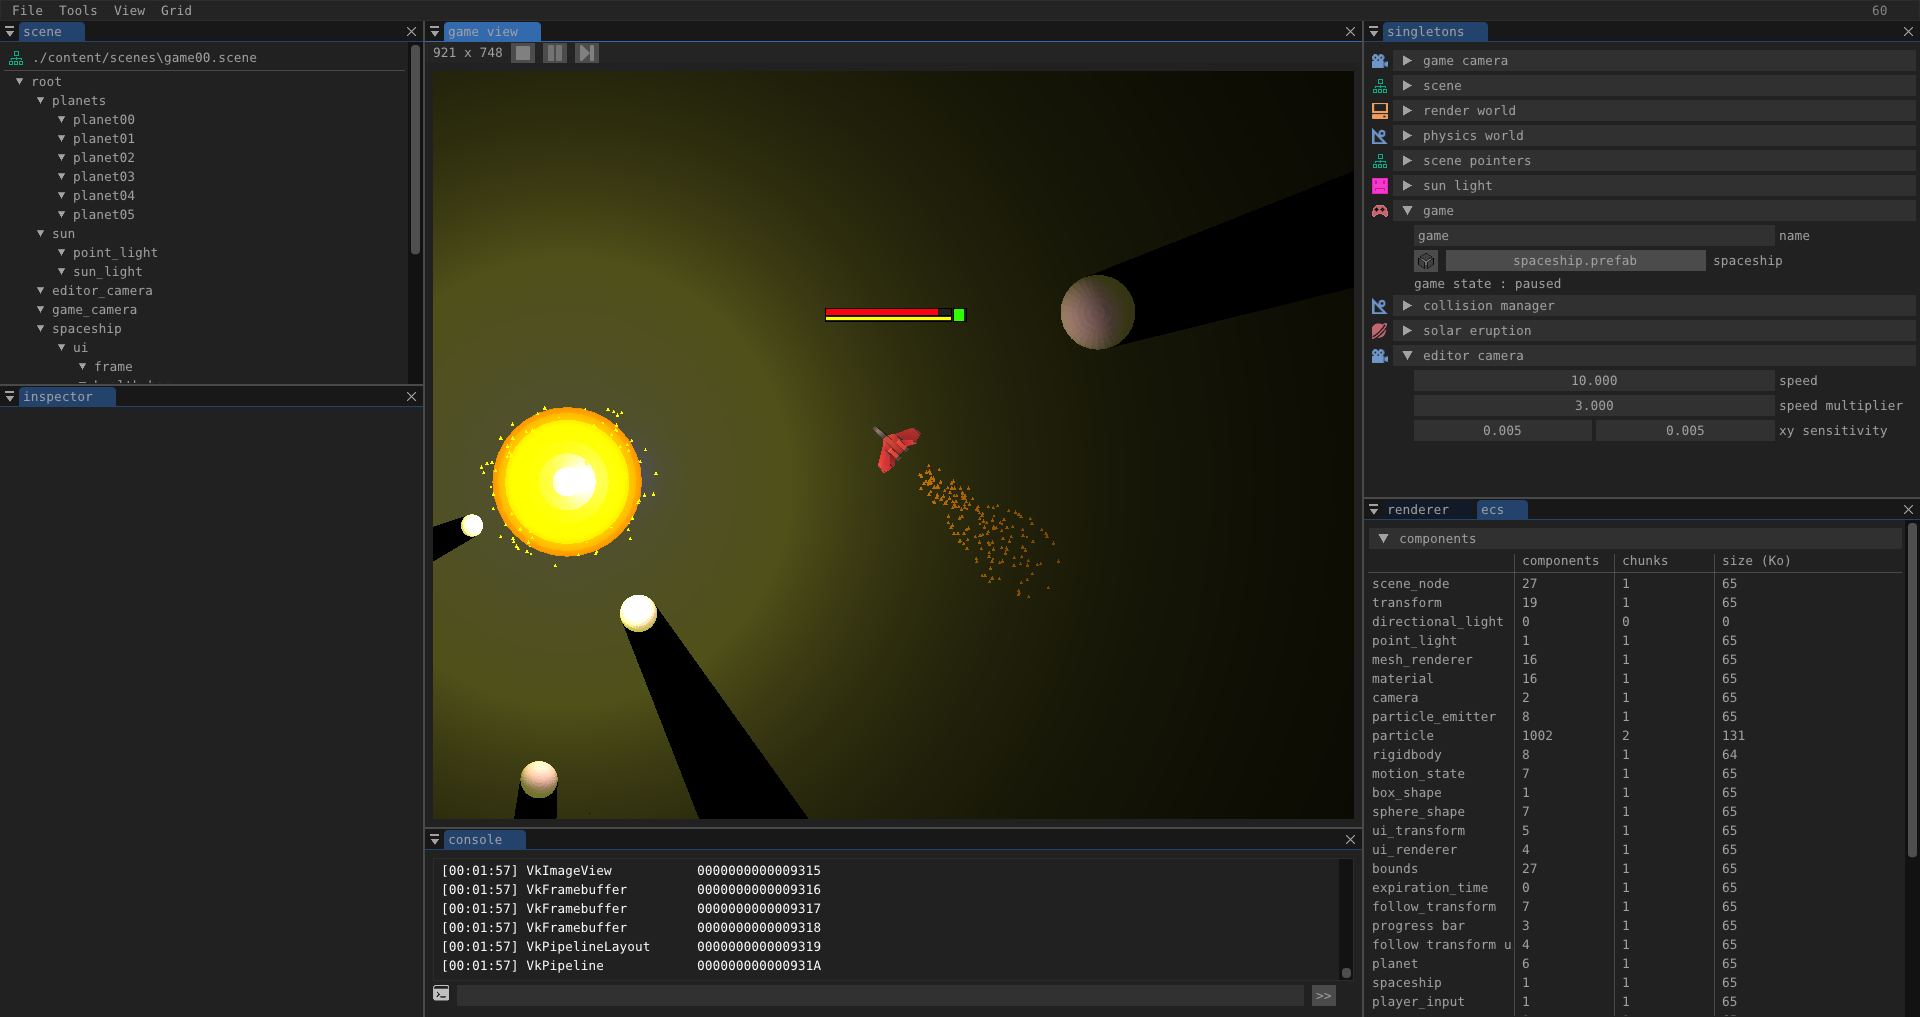 File Tools View Grid 60
scene
./content/scenes\game00.scene
root
planets
planet00
planet01
planet02
planet03
planet04
planet05
sun
point_light
sun_light
editor_camera
game_camera
spaceship
ui
frame
inspector
game view
921 x 748
console
[00:01:57] VkImageView 0000000000009315
[00:01:57] VkFramebuffer 0000000000009316
[00:01:57] VkFramebuffer 0000000000009317
[00:01:57] VkFramebuffer 0000000000009318
[00:01:57] VkPipelineLayout 0000000000009319
[00:01:57] VkPipeline 000000000000931A
>>
singletons
game camera
scene
render world
physics world
scene pointers
sun light
game
game name
spaceship.prefab spaceship
game state : paused
collision manager
solar eruption
editor camera
10.000 speed
3.000 speed multiplier
0.005 0.005 xy sensitivity
renderer ecs
components
components chunks size (Ko)
scene_node 27 1 65
transform 19 1 65
directional_light 0 0 0
point_light 1 1 65
mesh_renderer 16 1 65
material 16 1 65
camera 2 1 65
particle_emitter 8 1 65
particle 1002 2 131
rigidbody 8 1 64
motion_state 7 1 65
box_shape 1 1 65
sphere_shape 7 1 65
ui_transform 5 1 65
ui_renderer 4 1 65
bounds 27 1 65
expiration_time 0 1 65
follow_transform 7 1 65
progress bar 3 1 65
follow transform u 4 1 65
planet 6 1 65
spaceship 1 1 65
player_input 1 1 65